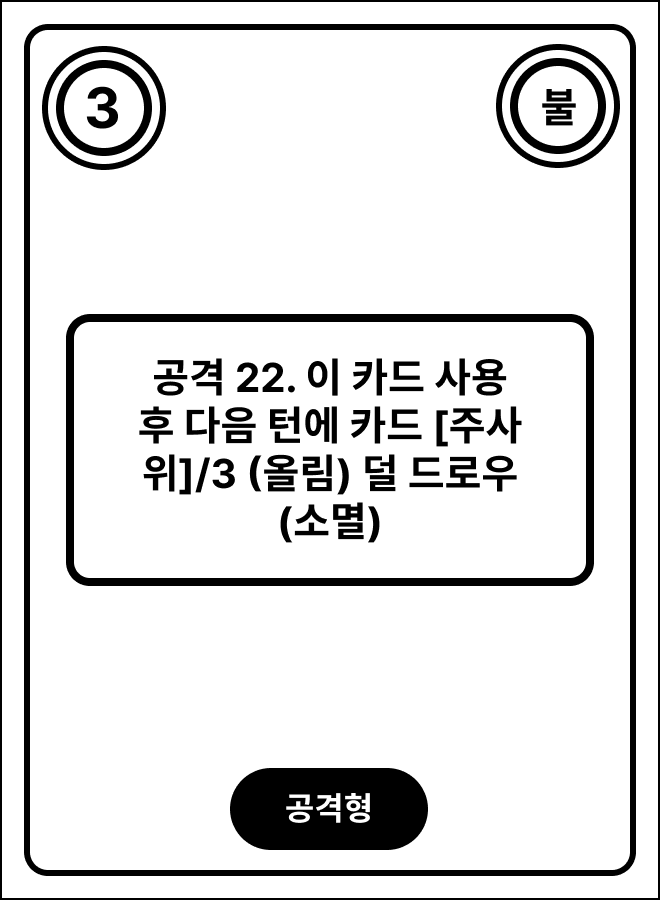 3
불
공격 22. 이 카드 사용
후 다음 턴에 카드 [주사
위]/3 (올림) 덜 드로우
(소멸)
공격형